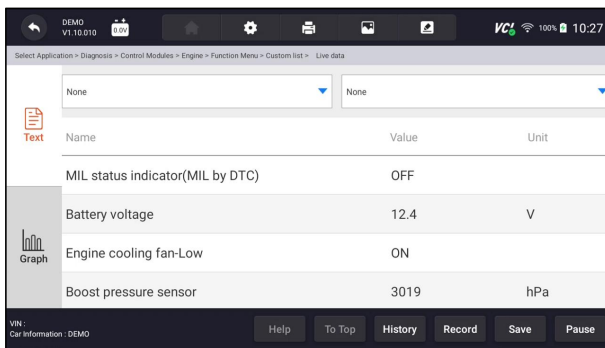 DEMO
V1.10.010
0.0V
VCI 100% 10:27
Select Application > Diagnosis > Control Modules > Engine > Function Menu > Custom list > Live data
None None
Text
Name Value Unit
MIL status indicator(MIL by DTC) OFF
Battery voltage 12.4 V
Graph
Engine cooling fan-Low ON
Boost pressure sensor 3019 hPa
VIN :
Car Information : DEMO
Help To Top History Record Save Pause